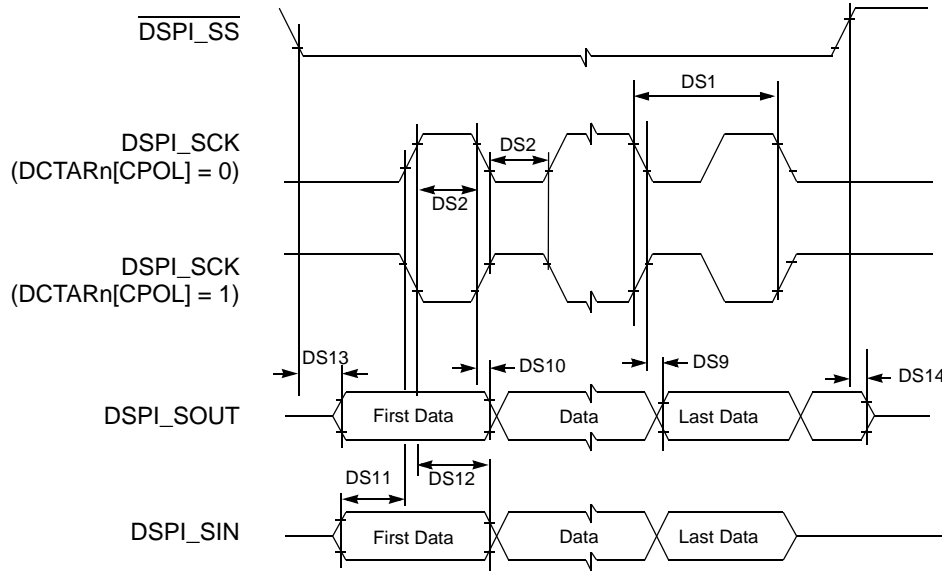 DSPI_SS
DS1
DSPI_SCK
(DCTARn[CPOL] = 0)
DS2
DS2
DSPI_SCK
(DCTARn[CPOL] = 1)
DS13
DS10
DS9
DS14
DSPI_SOUT
First Data
Data
Last Data
DS11
DS12
DSPI_SIN
First Data
Data
Last Data